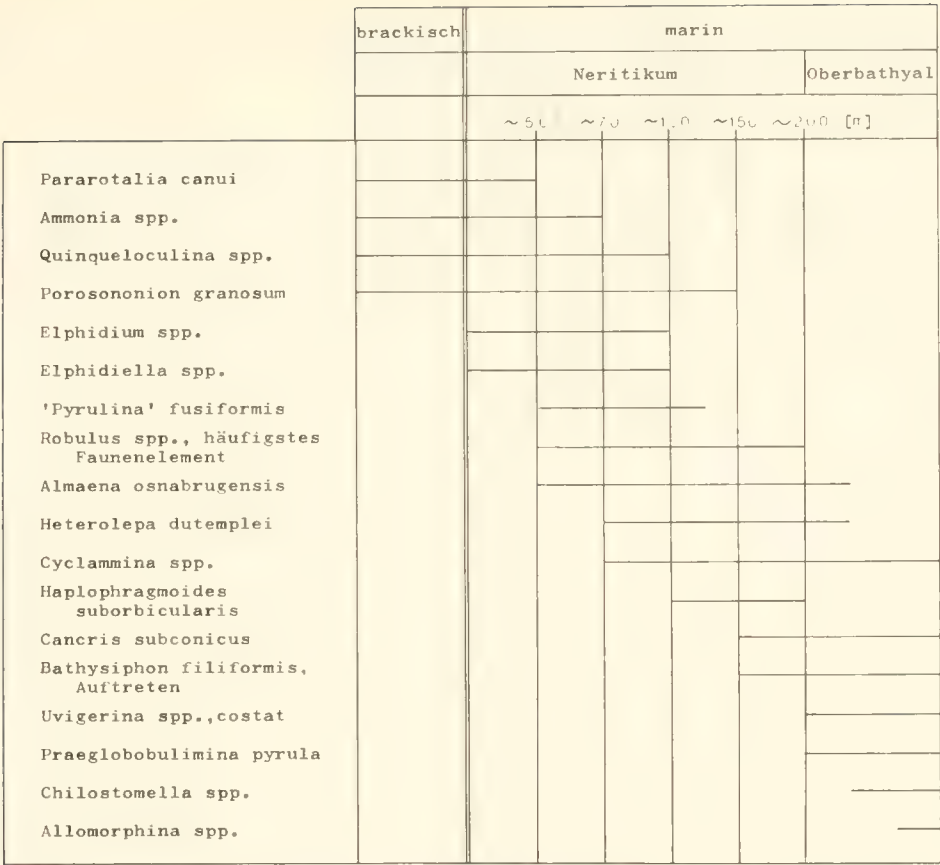 brackisch marin
Neritikum Oberbathyal
~150 [m]
Pararotalia canui
Ammonia spp.
Quinqueloculina spp.
Porosononion granosum
Elphidium spp.
Elphidiella spp.
'Pyrulina' fusiformis
Robulus spp., häufigstes
Faunenelement
Almaena osnabrugensis
Heterolepa dutemplei
Cyclammina spp.
Haplophragmoides
suborbicularis
Cancris subconicus
Bathysiphon filiformis,
Auftreten
Uvigerina spp.,costat
Praeglobobulimina pyrula
Chilostomella spp.
Allomorphina spp.